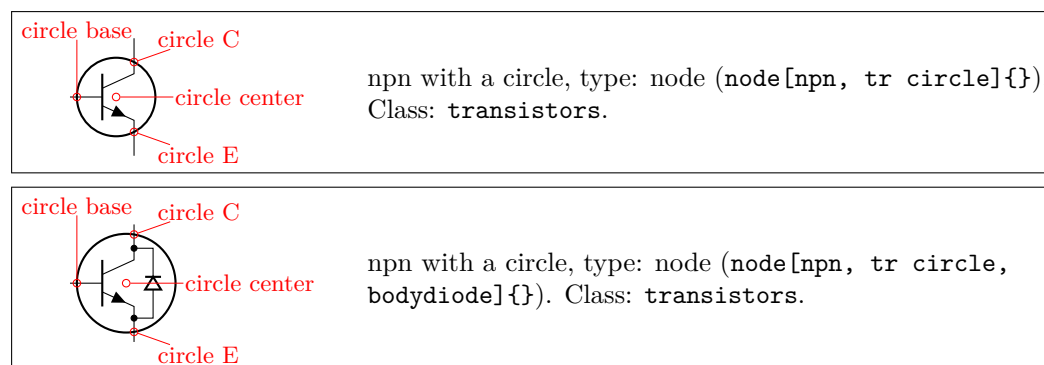 circle base
circle C
circle center
circle E
npn with a circle, type: node (node[npn, tr circle]{})
Class: transistors.
circle base
circle C
circle center
circle E
npn with a circle, type: node (node[npn, tr circle,
bodydiode]{}). Class: transistors.